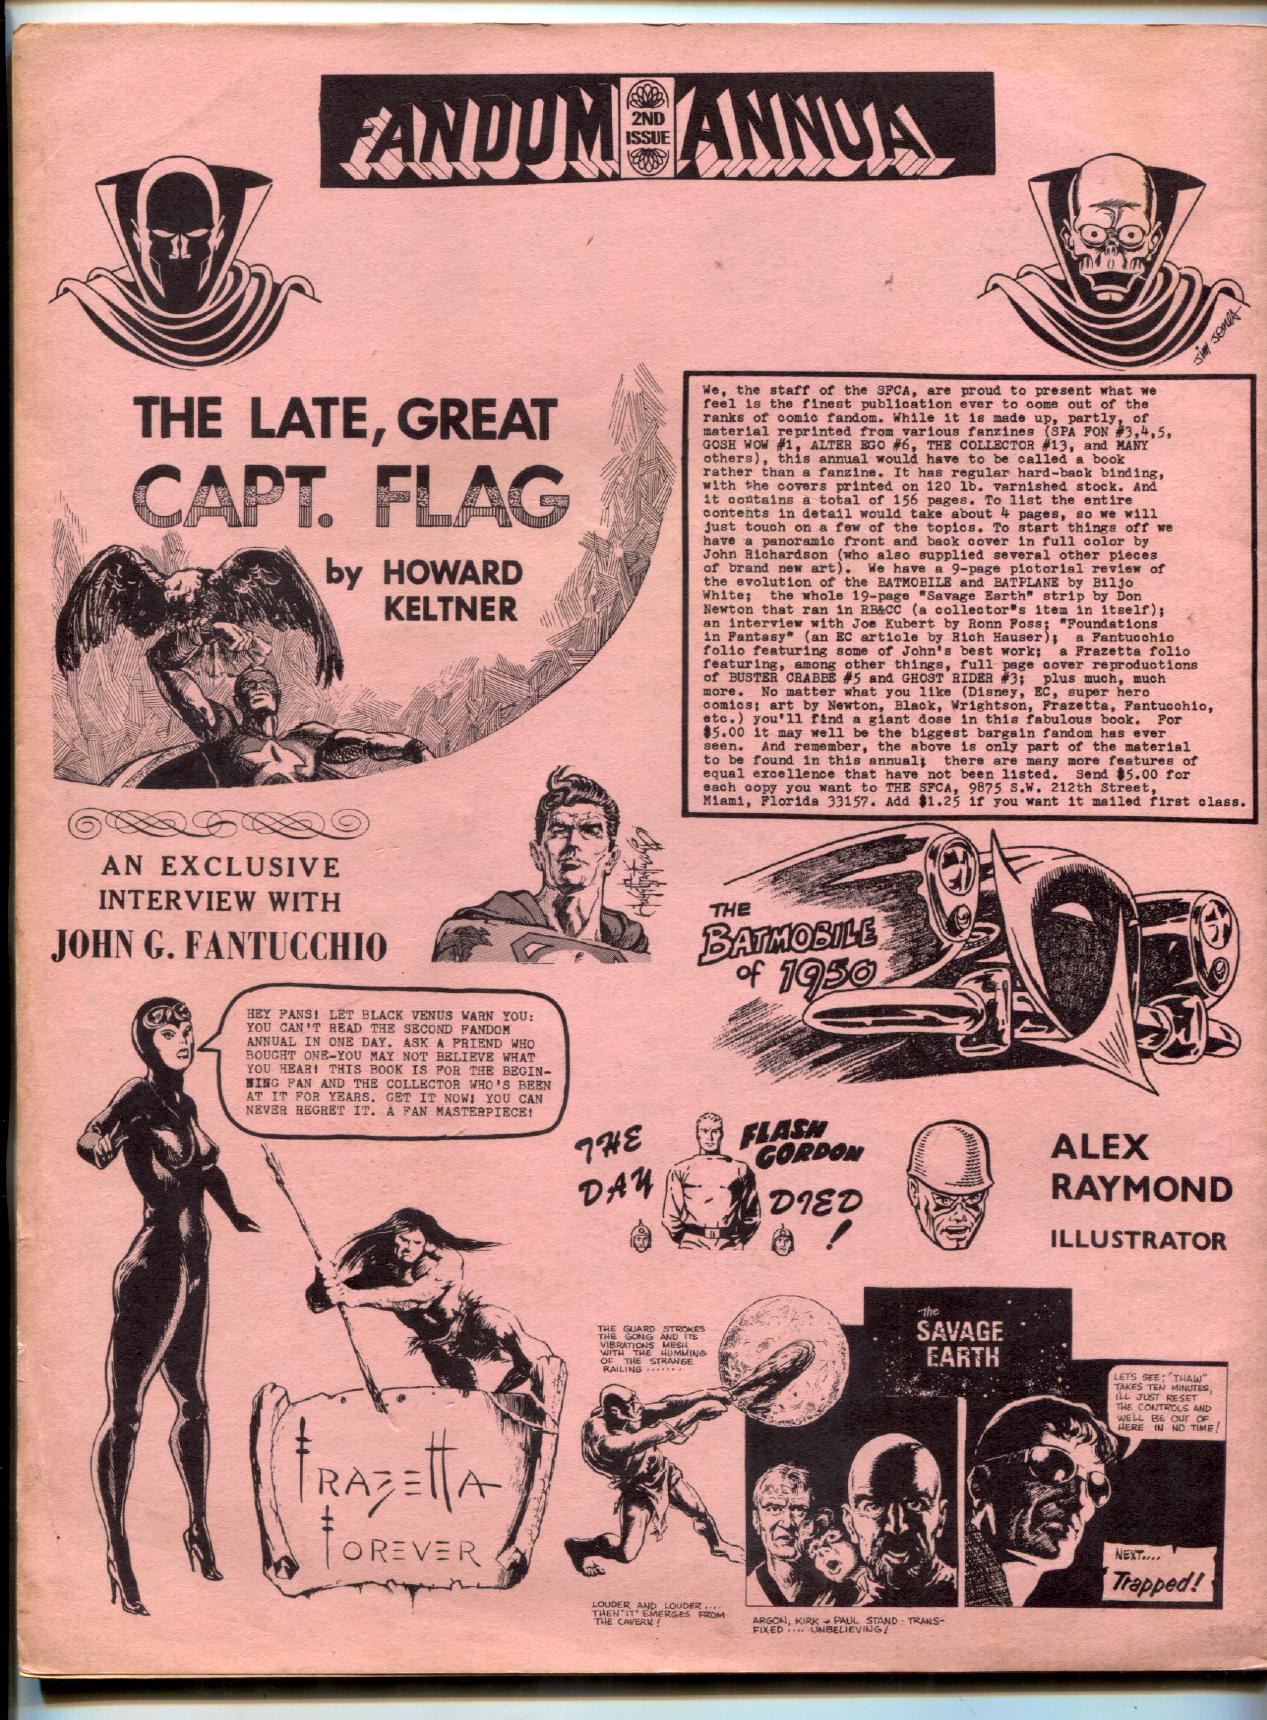 FANDOM 2ND ISSUE ANNUAL
Jim Jones
THE LATE, GREAT
CAPT. FLAG
by HOWARD
KELTNER
We, the staff of the SFCA, are proud to present what we
feel is the finest publication ever to come out of the
ranks of comic fandom. While it is made up, partly, of
material reprinted from various fanzines (SPA FON #3,4,5,
GOSH WOW #1, ALTER EGO #6, THE COLLECTOR #13, and MANY
others), this annual would have to be called a book
rather than a fanzine. It has regular hard-back binding,
with the covers printed on 120 lb. varnished stock. And
it contains a total of 156 pages. To list the entire
contents in detail would take about 4 pages, so we will
just touch on a few of the topics. To start things off we
have a panoramic front and back cover in full color by
John Richardson (who also supplied several other pieces
of brand new art). We have a 9-page pictorial review of
the evolution of the BATMOBILE and BATPLANE by Biljo
White; the whole 19-page "Savage Earth" strip by Don
Newton that ran in RB&CC (a collector's item in itself);
an interview with Joe Kubert by Ronn Foss; "Foundations
in Fantasy" (an EC article by Rich Hauser); a Fantucchio
folio featuring some of John's best work; a Frazetta folio
featuring, among other things, full page cover reproductions
of BUSTER CRABBE #5 and GHOST RIDER #3; plus much, much
more. No matter what you like (Disney, EC, super hero
comics; art by Newton, Black, Wrightson, Frazetta, Fantucchio,
etc.) you'll find a giant dose in this fabulous book. For
$5.00 it may well be the biggest bargain fandom has ever
seen. And remember, the above is only part of the material
to be found in this annual; there are many more features of
equal excellence that have not been listed. Send $5.00 for
each copy you want to THE SFCA, 9875 S.W. 212th Street,
Miami, Florida 33157. Add $1.25 if you want it mailed first class.
AN EXCLUSIVE
INTERVIEW WITH
JOHN G. FANTUCCHIO
THE
BATMOBILE
of 1950
HEY FANS! LET BLACK VENUS WARN YOU:
YOU CAN'T READ THE SECOND FANDOM
ANNUAL IN ONE DAY. ASK A FRIEND WHO
BOUGHT ONE-YOU MAY NOT BELIEVE WHAT
YOU HEAR! THIS BOOK IS FOR THE BEGIN-
NING FAN AND THE COLLECTOR WHO'S BEEN
AT IT FOR YEARS. GET IT NOW! YOU CAN
NEVER REGRET IT. A FAN MASTERPIECE!
THE
DAY
FLASH
GORDON
DIED
!
ALEX
RAYMOND
ILLUSTRATOR
FRAZETTA
FOREVER
THE GUARD STROKES
THE GONG AND ITS
VIBRATIONS MESH
WITH THE HUMMING
OF THE STRANGE
RAILING.......
The
SAVAGE
EARTH
LETS SEE; "THAW"
TAKES TEN MINUTES,
I'LL JUST RESET
THE CONTROLS AND
WE'LL BE OUT OF
HERE IN NO TIME!
NEXT....
Trapped!
LOUDER AND LOUDER....
THEN "IT" EMERGES FROM
THE CAVERN!
ARGON, KIRK + PAUL STAND - TRANS-
FIXED.... UNBELIEVING!